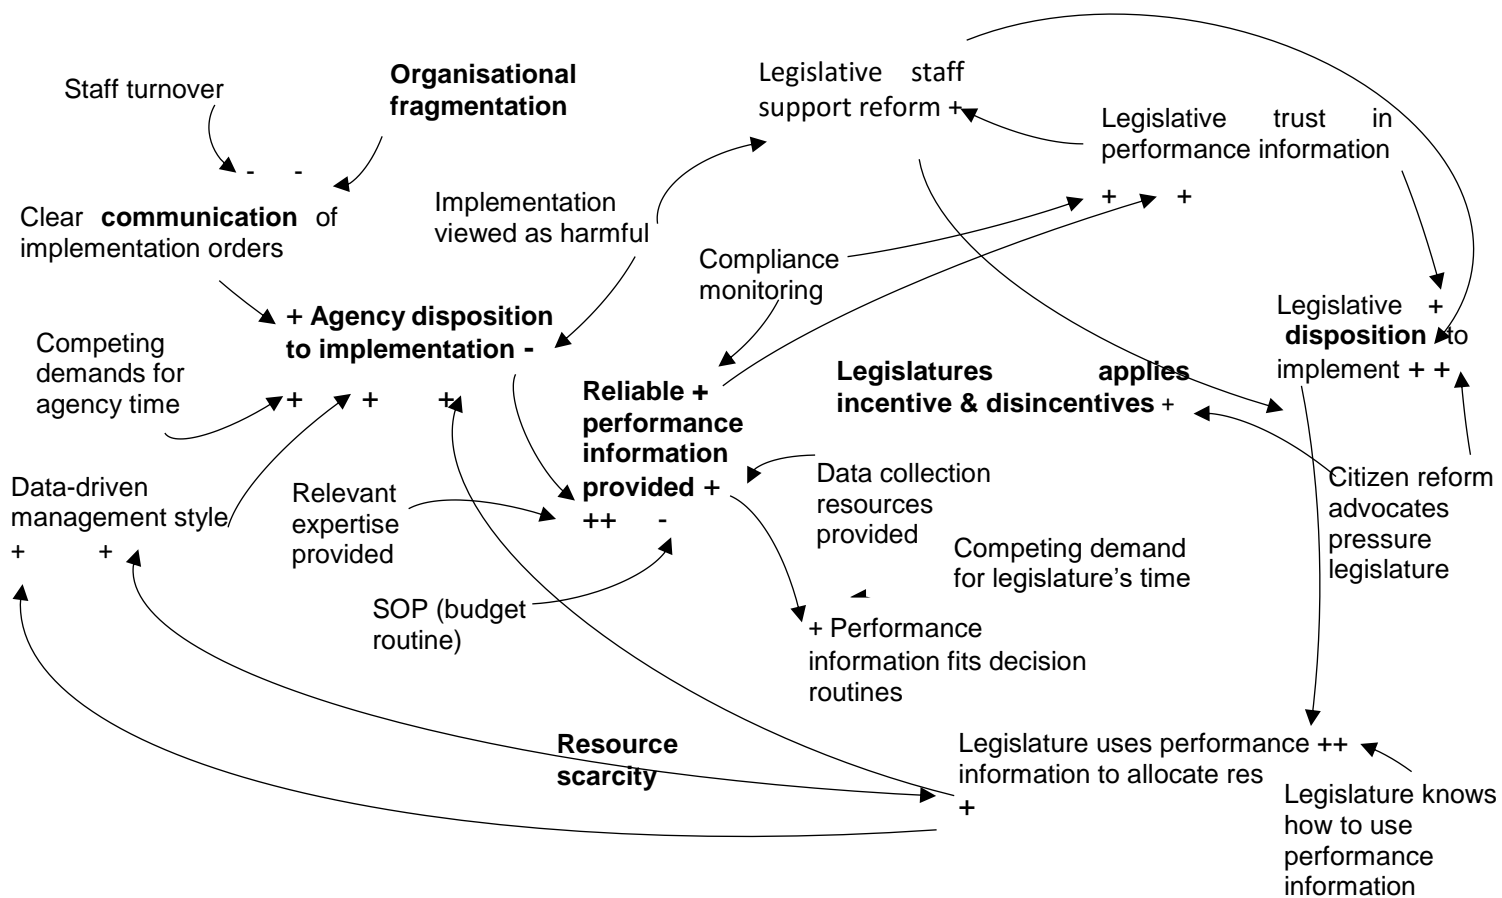 Staff turnover
Organisational
fragmentation
Legislative staff
support reform +
Legislative trust in
performance information
+ +
- -
Clear communication of
implementation orders
Implementation
viewed as harmful
Compliance
monitoring
+ Agency disposition
to implementation -
+ + +
Competing
demands for
agency time
Legislative +
disposition to
implement + +
Reliable +
performance
information
provided +
++ -
Legislatures applies
incentive & disincentives +
Data-driven
management style
+ +
Relevant
expertise
provided
Data collection
resources
provided
Citizen reform
advocates
pressure
legislature
SOP (budget
routine)
Competing demand
for legislature’s time
+ Performance
information fits decision
routines
Resource
scarcity
Legislature uses performance ++
information to allocate res
+
Legislature knows
how to use
performance
information